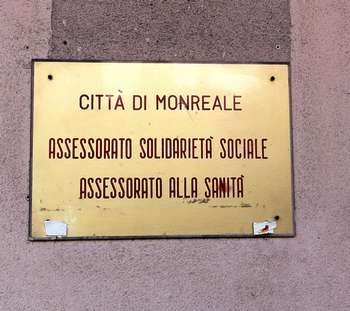 CITTÀ DI MONREALE
ASSESSORATO SOLIDARIETÀ SOCIALE
ASSESSORATO ALLA SANITÀ